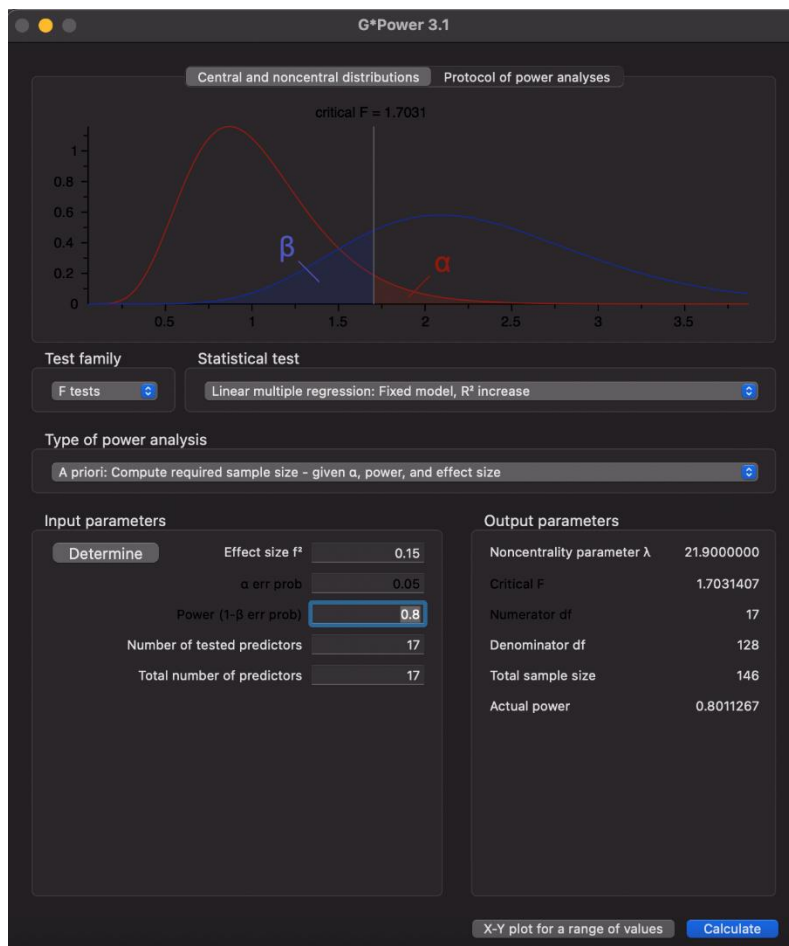 G*Power 3.1
Central and noncentral distributions Protocol of power analyses
critical F = 1.7031
1
0.8
0.6
0.4
0.2
0
β
α
0.5 1 1.5 2 2.5 3 3.5
Test family Statistical test
F tests Linear multiple regression: Fixed model, R² increase
Type of power analysis
A priori: Compute required sample size - given α, power, and effect size
Input parameters
Determine Effect size f² 0.15
α err prob 0.05
Power (1-β err prob) 0.8
Number of tested predictors 17
Total number of predictors 17
Output parameters
Noncentrality parameter λ 21.9000000
Critical F 1.7031407
Numerator df 17
Denominator df 128
Total sample size 146
Actual power 0.8011267
X-Y plot for a range of values Calculate